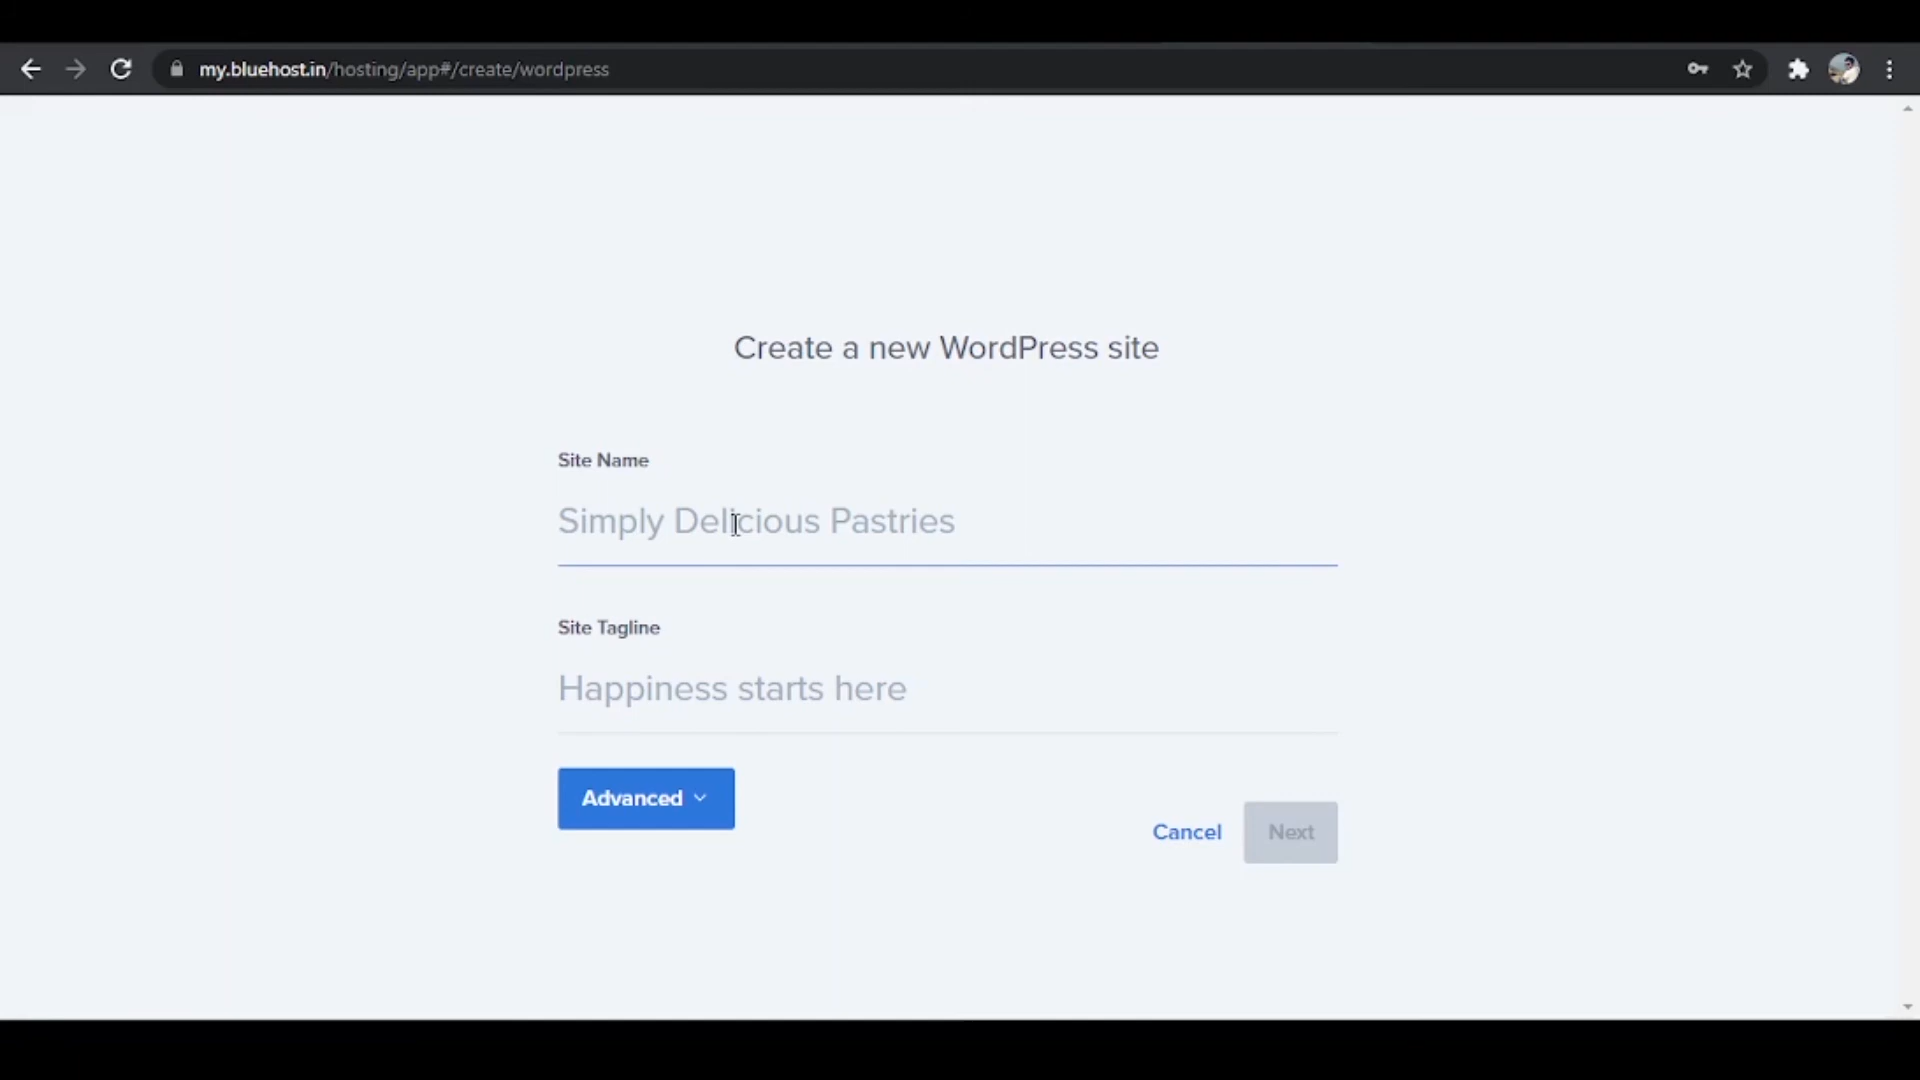 my.bluehost.in/hosting/app#/create/wordpress
Create a new WordPress site
Site Name
Simply Delicious Pastries
Site Tagline
Happiness starts here
Advanced
Cancel
Next